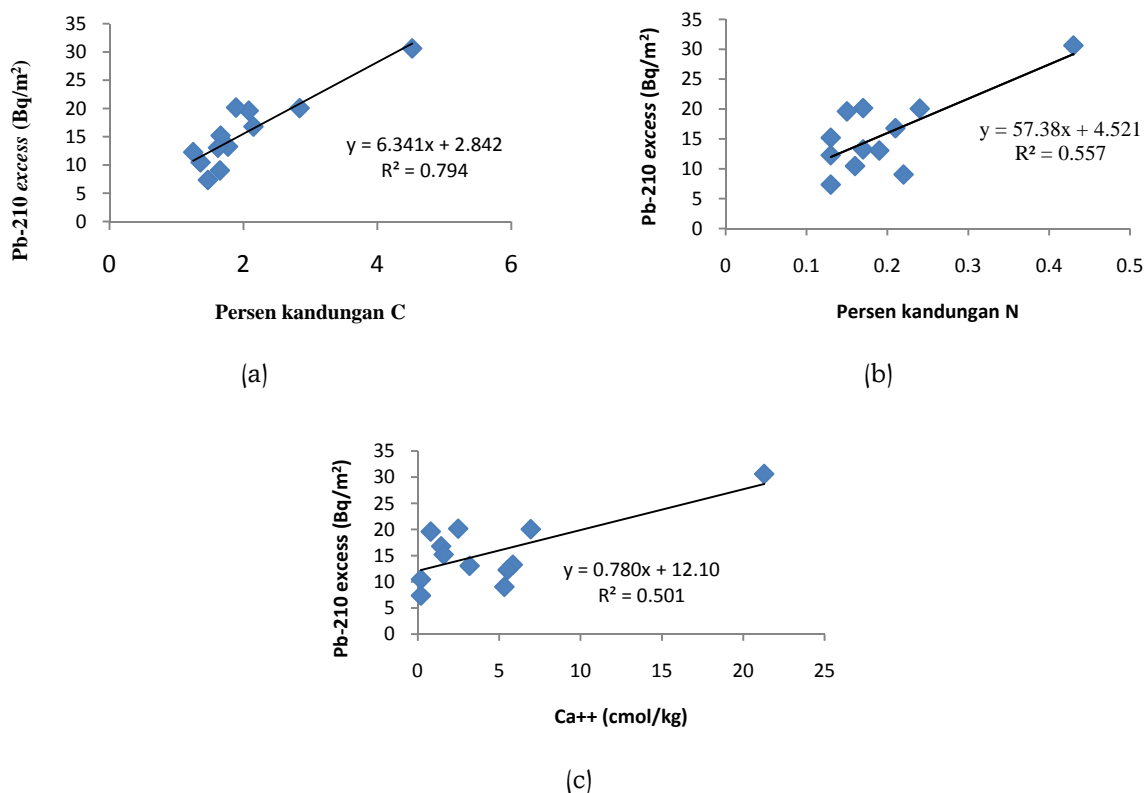 35
30
25
20
15
10
5
0
Pb-210 excess (Bq/m²)
y = 6.341x + 2.842
R² = 0.794
0 2 4 6
Persen kandungan C
(a)
35
30
25
20
15
10
5
0
Pb-210 excess (Bq/m²)
y = 57.38x + 4.521
R² = 0.557
0 0.1 0.2 0.3 0.4 0.5
Persen kandungan N
(b)
35
30
25
20
15
10
5
0
Pb-210 excess (Bq/m²)
y = 0.780x + 12.10
R² = 0.501
0 5 10 15 20 25
Ca++ (cmol/kg)
(c)